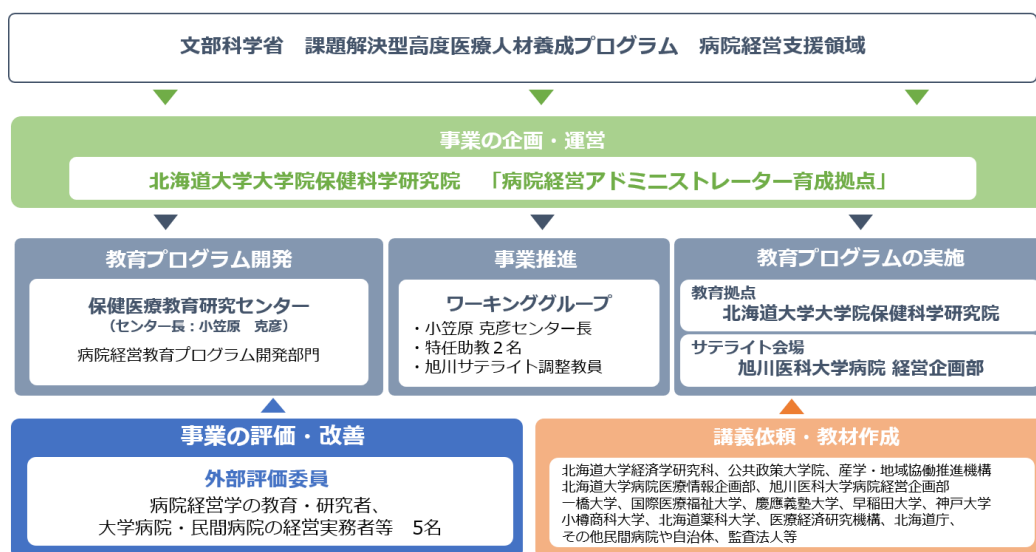 文部科学省　課題解決型高度医療人材養成プログラム　病院経営支援領域
事業の企画・運営
北海道大学大学院保健科学研究院　「病院経営アドミニストレーター育成拠点」
教育プログラム開発
保健医療教育研究センター
（センター長：小笠原　克彦）
病院経営教育プログラム開発部門
事業推進
ワーキンググループ
・小笠原 克彦センター長
・特任助教２名
・旭川サテライト調整教員
教育プログラムの実施
教育拠点
北海道大学大学院保健科学研究院
サテライト会場
旭川医科大学病院 経営企画部
事業の評価・改善
外部評価委員
病院経営学の教育・研究者、
大学病院・民間病院の経営実務者等　5名
講義依頼・教材作成
北海道大学経済学研究科、公共政策大学院、産学・地域協働推進機構
北海道大学病院医療情報企画部、旭川医科大学病院経営企画部
一橋大学、国際医療福祉大学、慶應義塾大学、早稲田大学、神戸大学
小樽商科大学、北海道薬科大学、医療経済研究機構、北海道庁、
その他民間病院や自治体、監査法人等